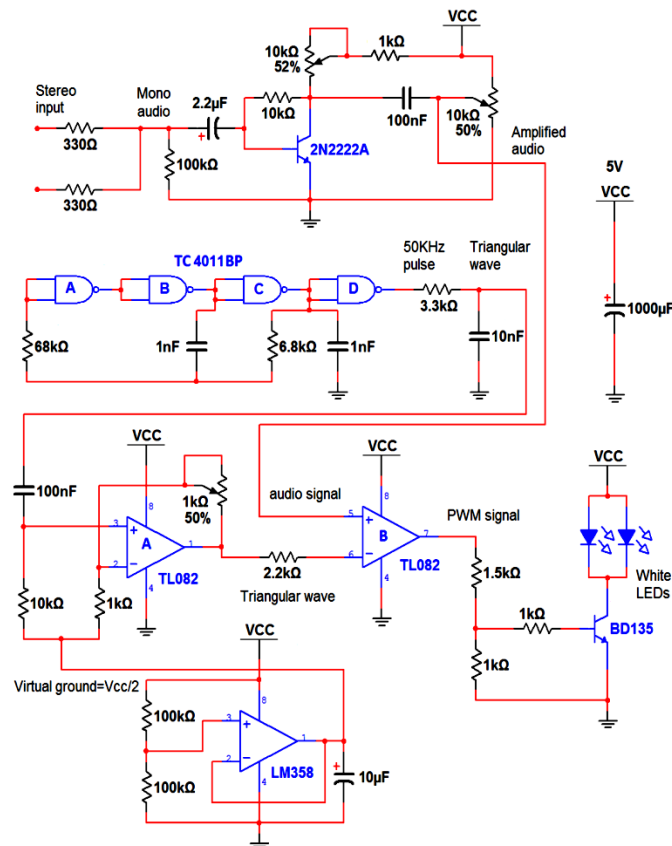 VCC
10kΩ
52%
1kΩ
Stereo
input
Mono
audio
2.2µF
+
10kΩ
100nF
10kΩ
50%
330Ω
100kΩ
2N2222A
Amplified
audio
330Ω
5V
VCC
TC4011BP
50KHz
pulse
Triangular
wave
A
B
C
D
3.3kΩ
+
1000µF
68kΩ
1nF
6.8kΩ
1nF
10nF
VCC
VCC
VCC
100nF
1kΩ
50%
audio signal
8
3
+
A
1
2
−
4
TL082
8
5
+
B
7
6
−
4
TL082
PWM signal
2.2kΩ
Triangular wave
1.5kΩ
White
LEDs
10kΩ
1kΩ
1kΩ
BD135
1kΩ
VCC
Virtual ground=Vcc/2
100kΩ
8
3
+
1
2
−
4
LM358
+
10µF
100kΩ